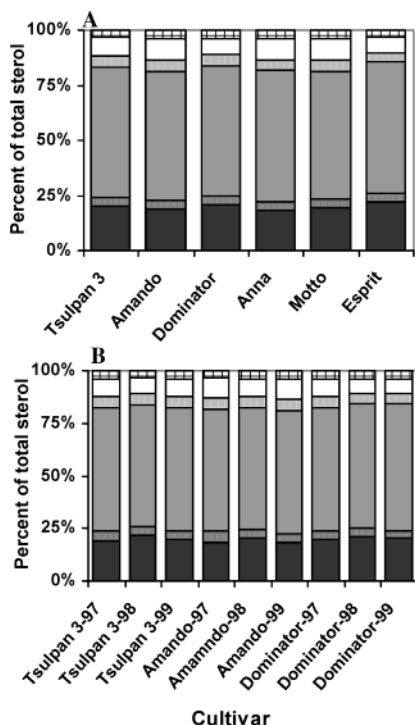 A
Percent of total sterol
100%
75%
50%
25%
0%
Tsulpan 3
Amando
Dominator
Anna
Motto
Esprit
B
Percent of total sterol
100%
75%
50%
25%
0%
Tsulpan 3-97
Tsulpan 3-98
Tsulpan 3-99
Amando-97
Amamndo-98
Amando-99
Dominator-97
Dominator-98
Dominator-99
Cultivar